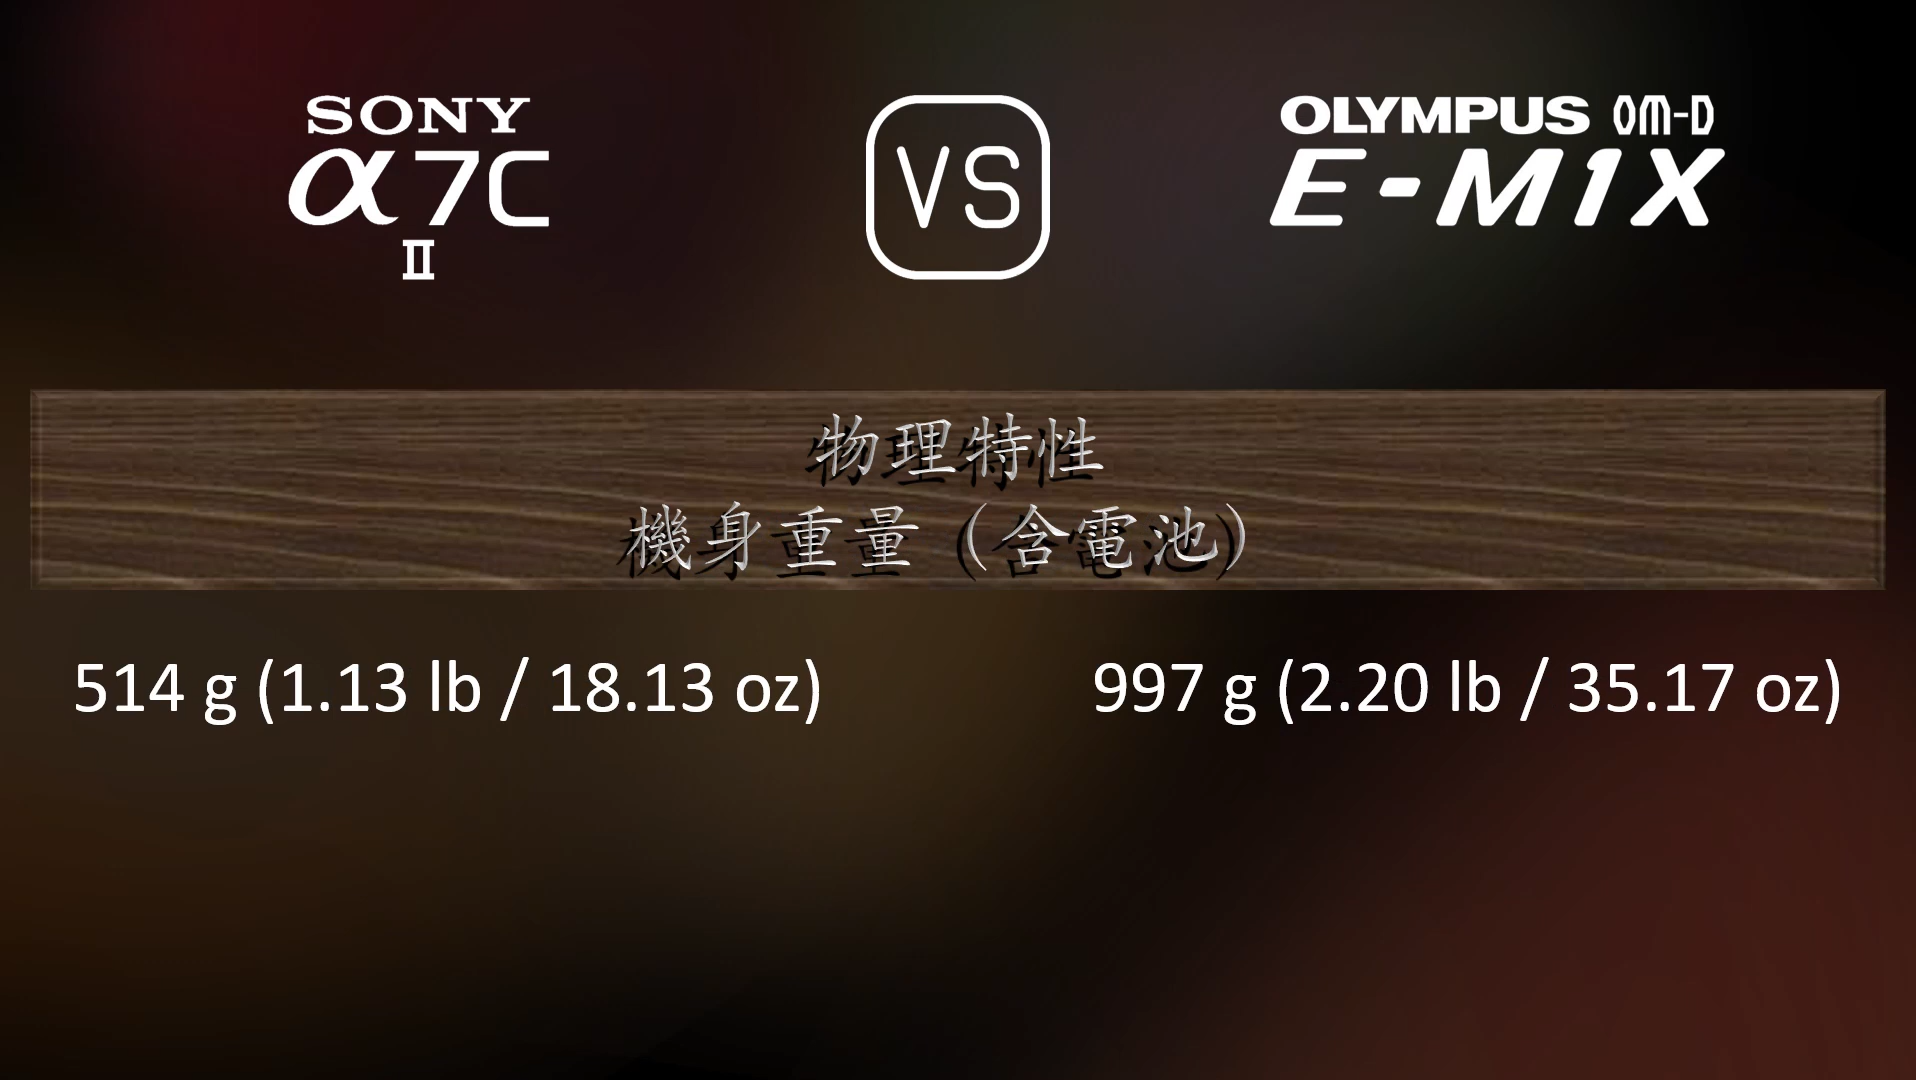 SONY
α7C
II
VS
OLYMPUS OM-D
E-M1X
物理特性
機身重量（含電池）
514 g (1.13 lb / 18.13 oz)
997 g (2.20 lb / 35.17 oz)